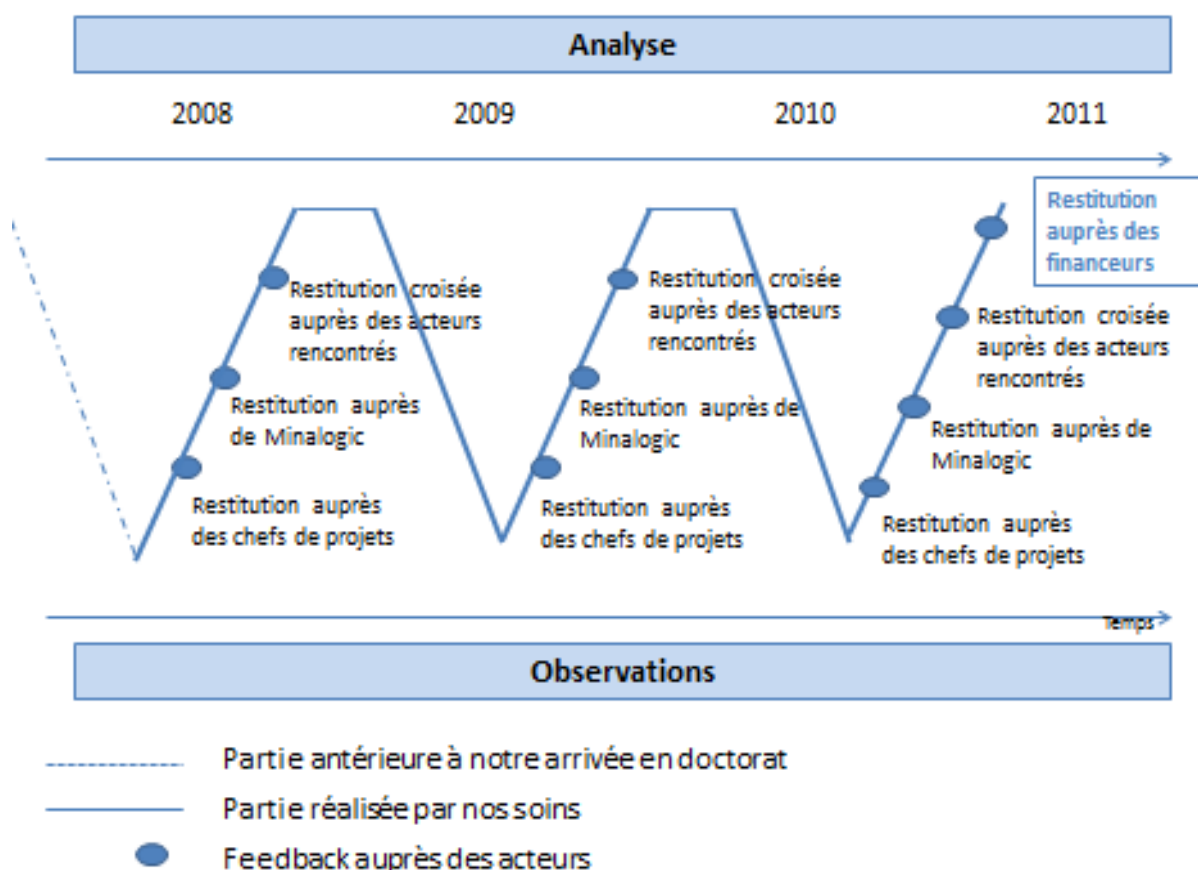 Analyse
2008
2009
2010
2011
Restitution
auprès des
financeurs
Restitution croisée
auprès des acteurs
rencontrés
Restitution croisée
auprès des acteurs
rencontrés
Restitution croisée
auprès des acteurs
rencontrés
Restitution auprès
de Minalogic
Restitution auprès de
Minalogic
Restitution auprès de
Minalogic
Restitution auprès
des chefs de projets
Restitution auprès
des chefs de projets
Restitution auprès
des chefs de projets
Temps
Observations
Partie antérieure à notre arrivée en doctorat
Partie réalisée par nos soins
Feedback auprès des acteurs